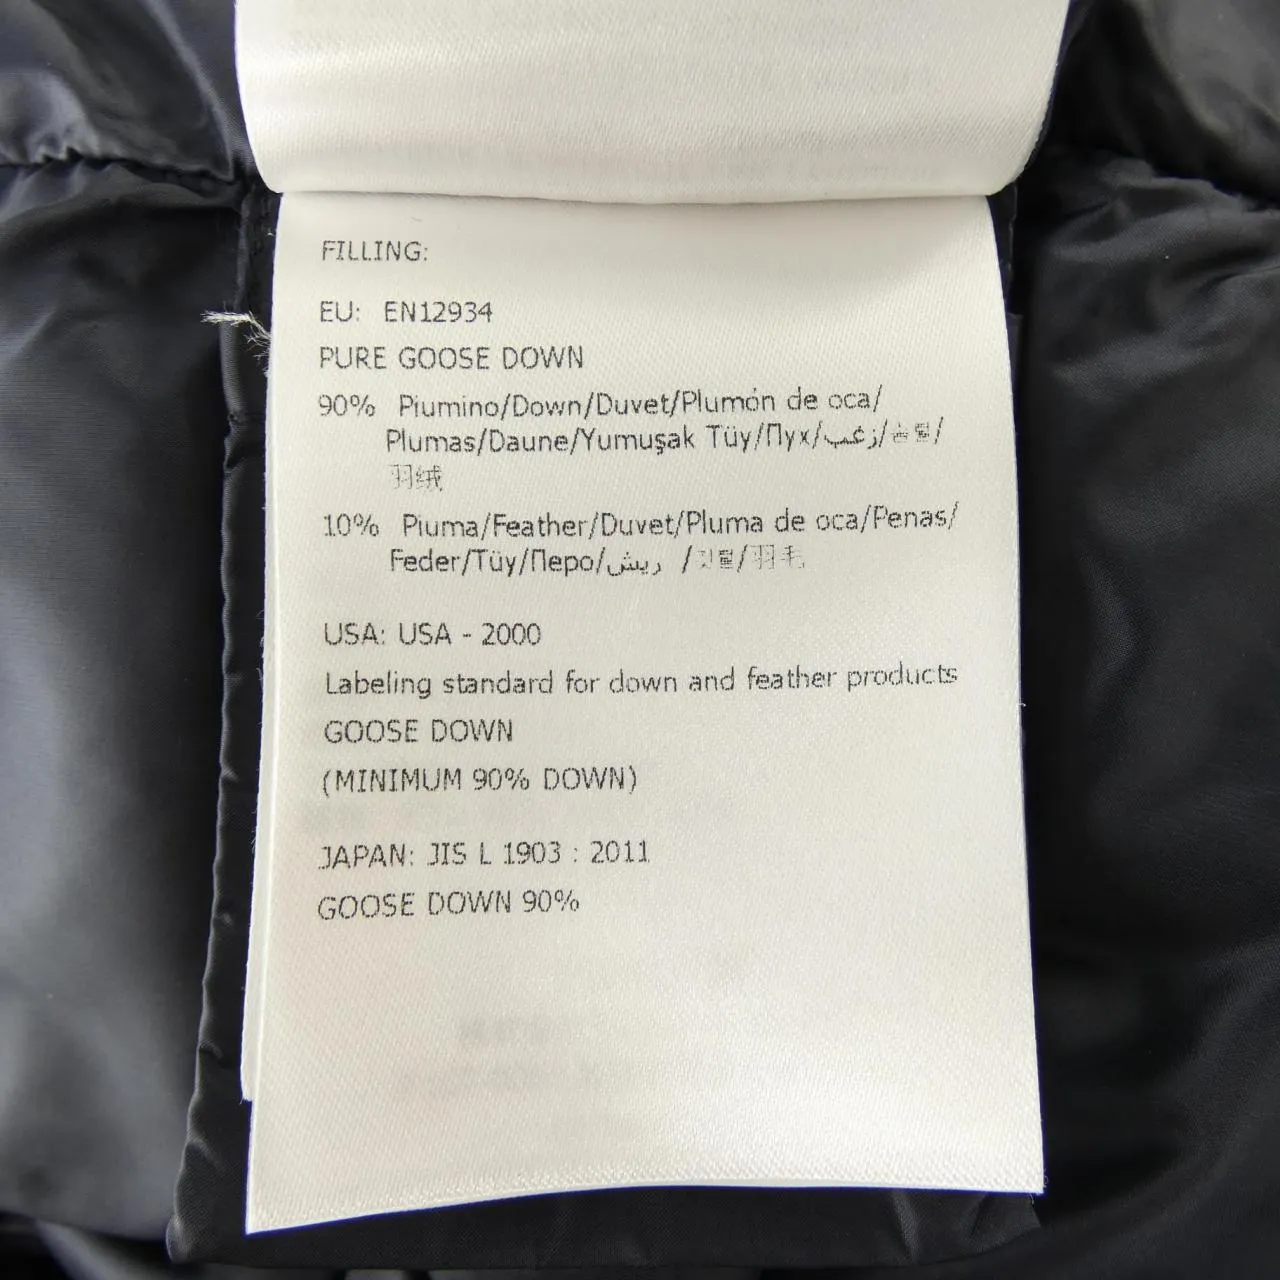 FILLING:
EU: EN12934
PURE GOOSE DOWN
90% Piumino/Down/Duvet/Plumón de oca/
Plumas/Daune/Yumuşak Tüy/Пух/زغب/솜털/
羽绒
10% Piuma/Feather/Duvet/Pluma de oca/Penas/
Feder/Tüy/Перо/ريش /깃털/羽毛
USA: USA - 2000
Labeling standard for down and feather products
GOOSE DOWN
(MINIMUM 90% DOWN)
JAPAN: JIS L 1903 : 2011
GOOSE DOWN 90%